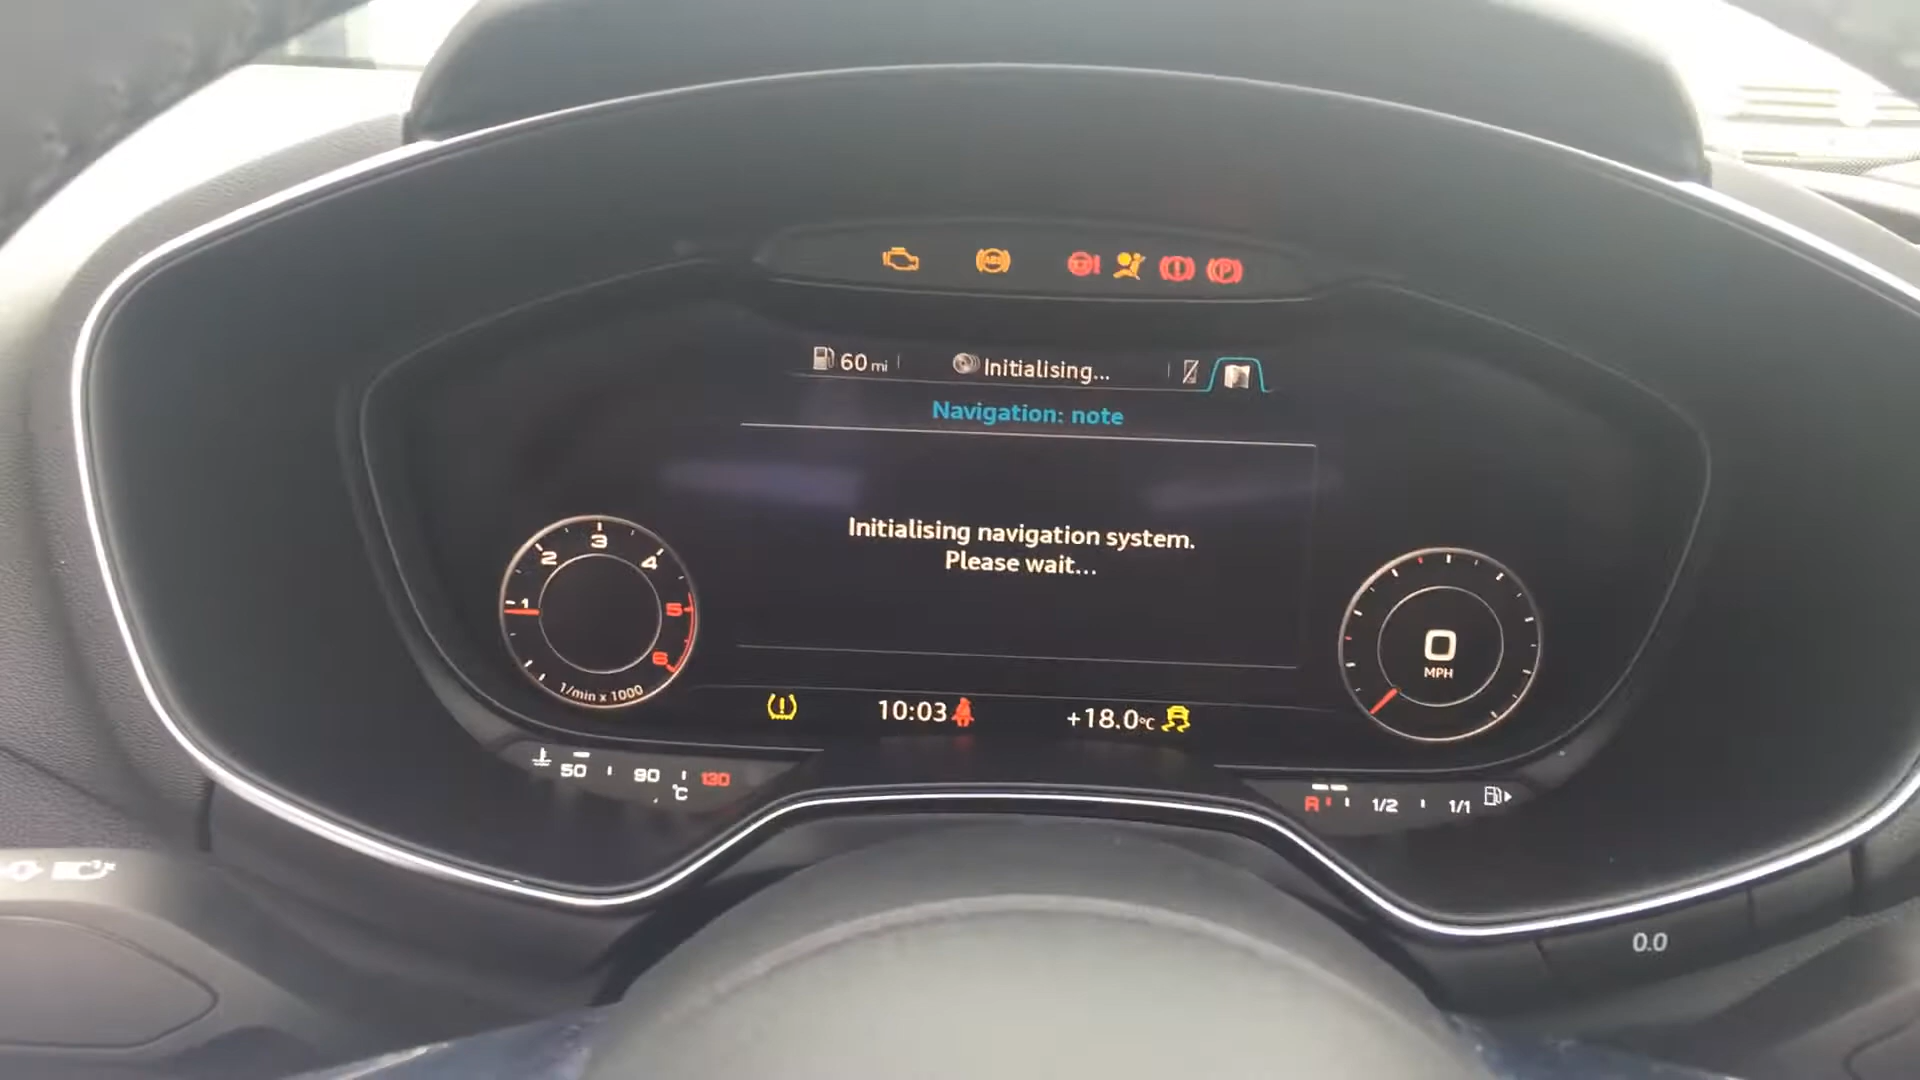 ABS
P
60 mi
Initialising...
Navigation: note
Initialising navigation system.
Please wait...
1
2
3
4
5
6
1/min x 1000
0
MPH
10:03
+18.0°C
50
90
130
°C
R
1/2
1/1
0.0